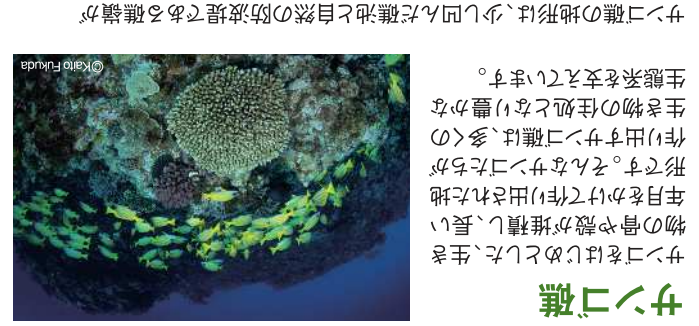 サンゴ礁
サンゴをはじめとした、生き
物の骨や殻が堆積し、長い
年月をかけて作り出された地
形です。そんなサンゴたちが
作り出すサンゴ礁は、多くの
生き物の住処となり豊かな
生態系を支えています。
©Kaito Fukuda
サンゴ礁の地形は、少し凹んだ礁池と自然の防波堤である礁嶺が